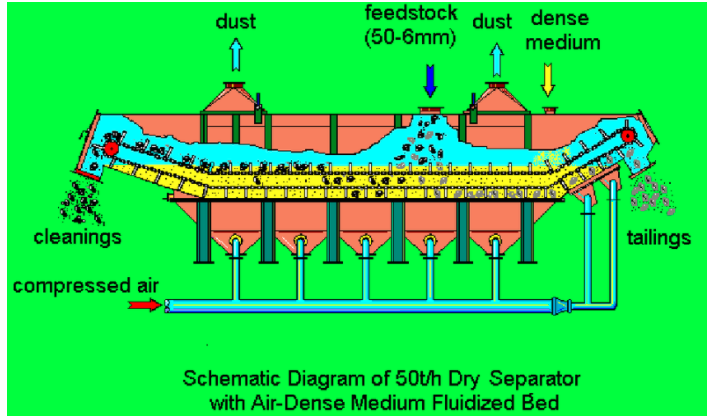 dust
feedstock
(50-6mm)
dust
dense
medium
cleanings
tailings
compressed air
Schematic Diagram of 50t/h Dry Separator
with Air-Dense Medium Fluidized Bed